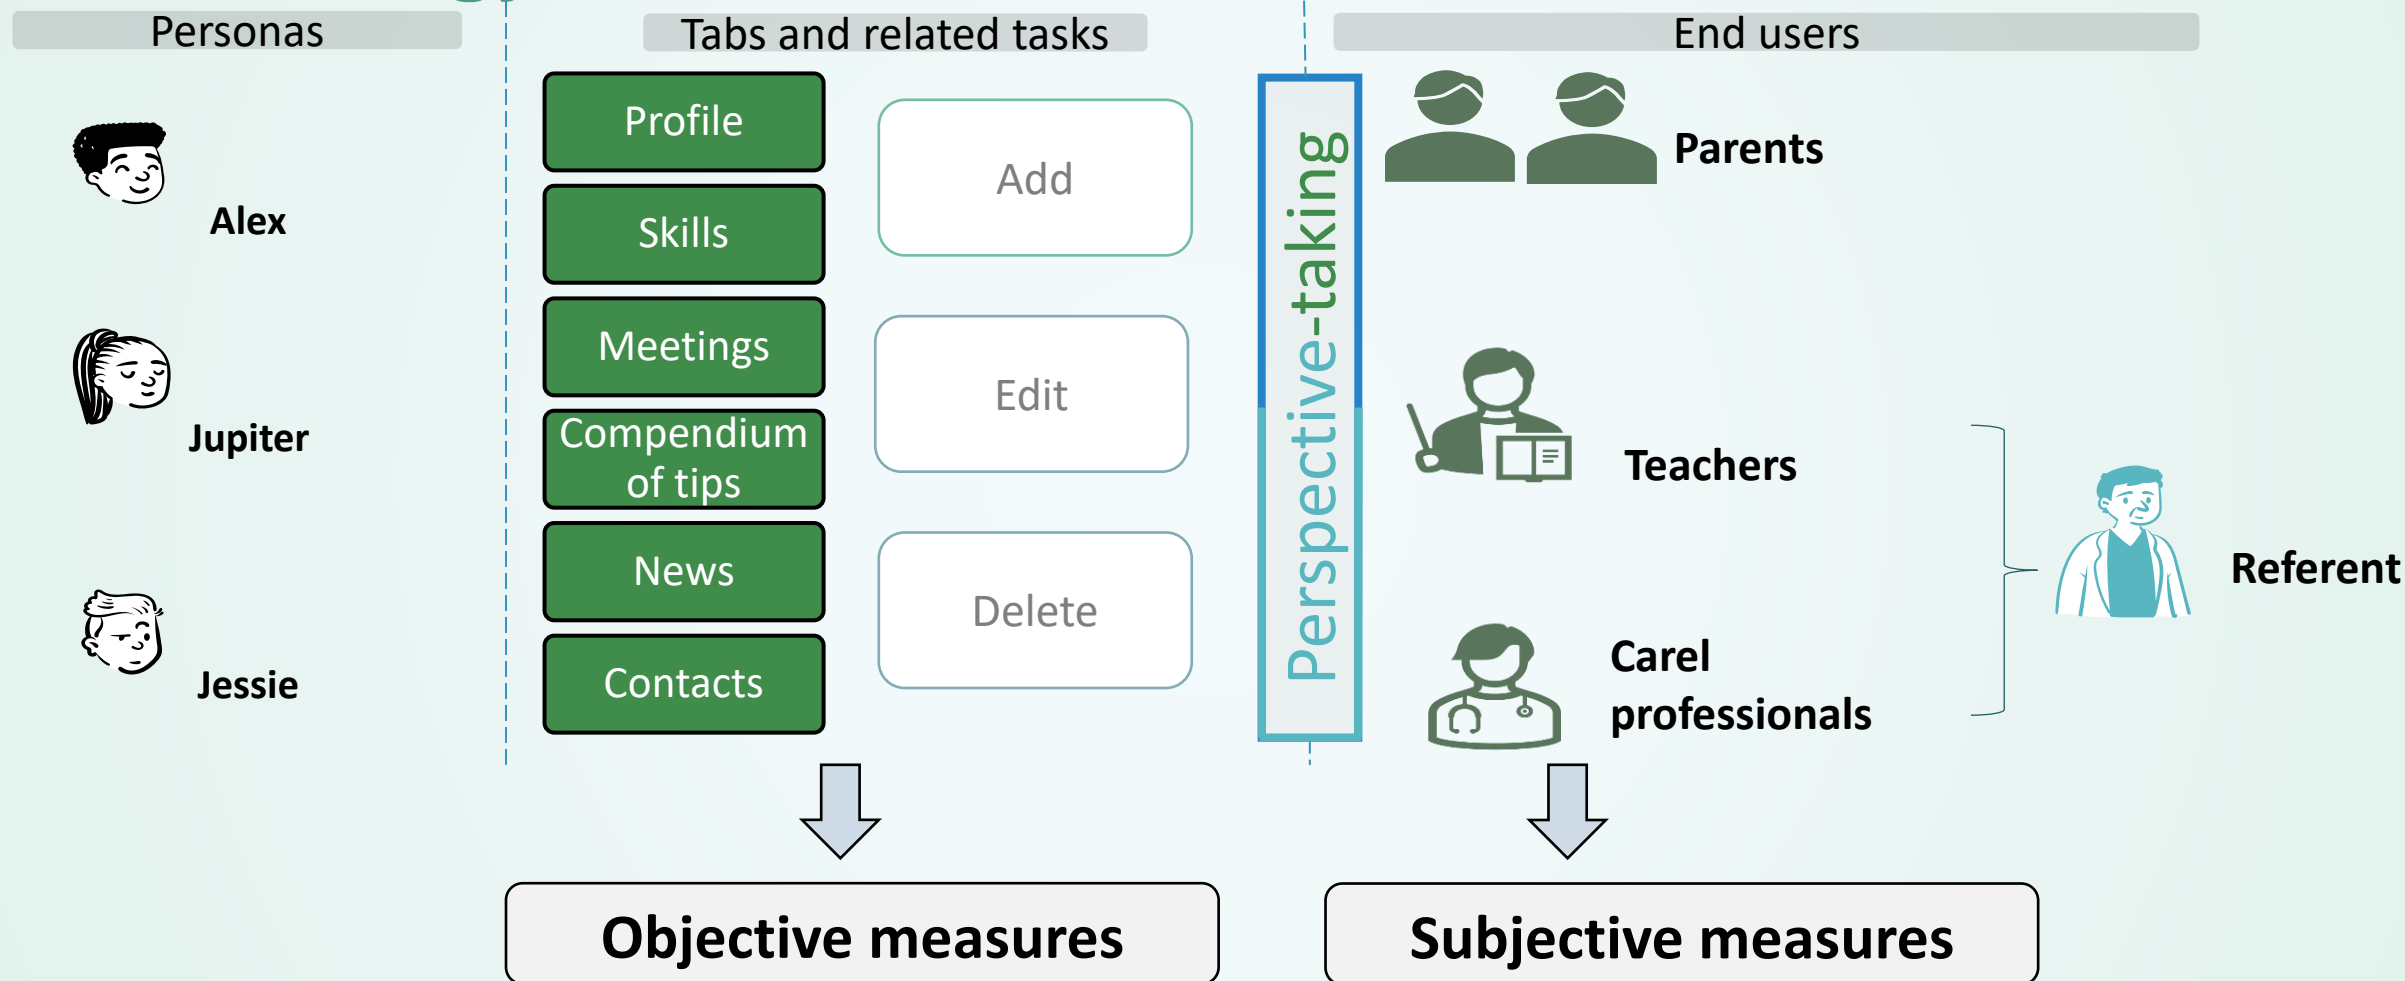 Personas
Tabs and related tasks
End users
Alex
Jupiter
Jessie
Profile
Skills
Meetings
Compendium
of tips
News
Contacts
Add
Edit
Delete
Perspective-taking
Parents
Teachers
Carel
professionals
Referent
Objective measures
Subjective measures